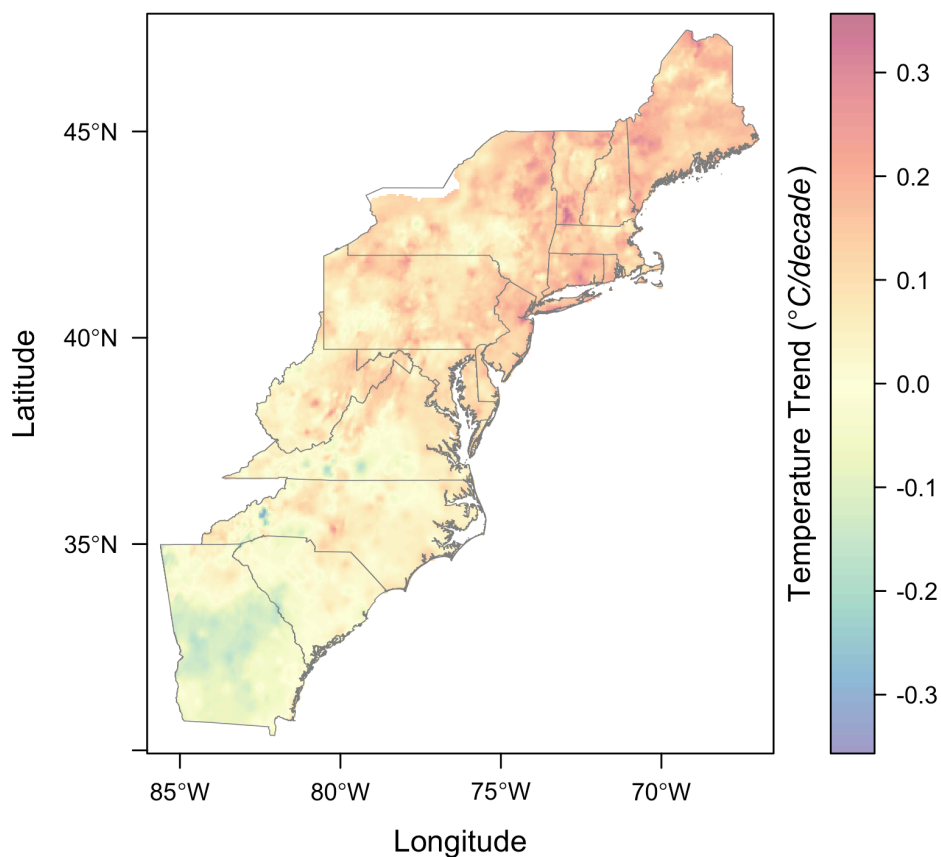 45°N
40°N
35°N
Latitude
85°W
80°W
75°W
70°W
Longitude
0.3
0.2
0.1
0.0
-0.1
-0.2
-0.3
Temperature Trend (°C/decade)